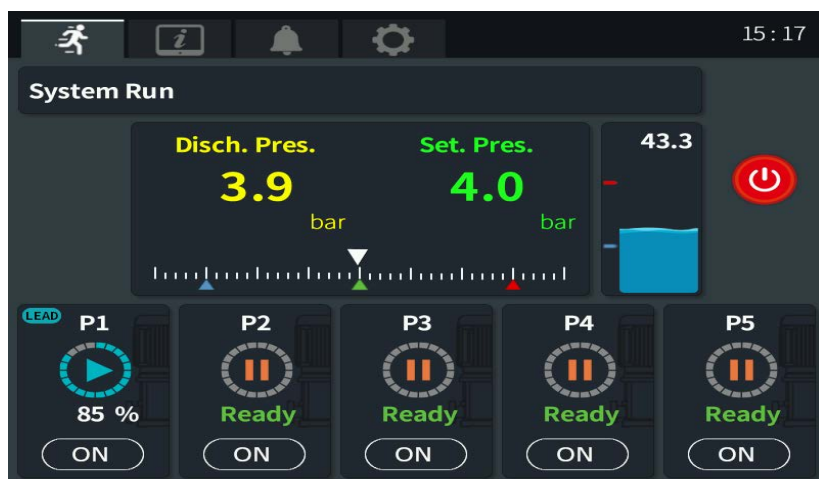 15:17
System Run
Disch. Pres. Set. Pres. 43.3
3.9 4.0
bar bar
LEAD P1 P2 P3 P4 P5
85 % Ready Ready Ready Ready
ON ON ON ON ON